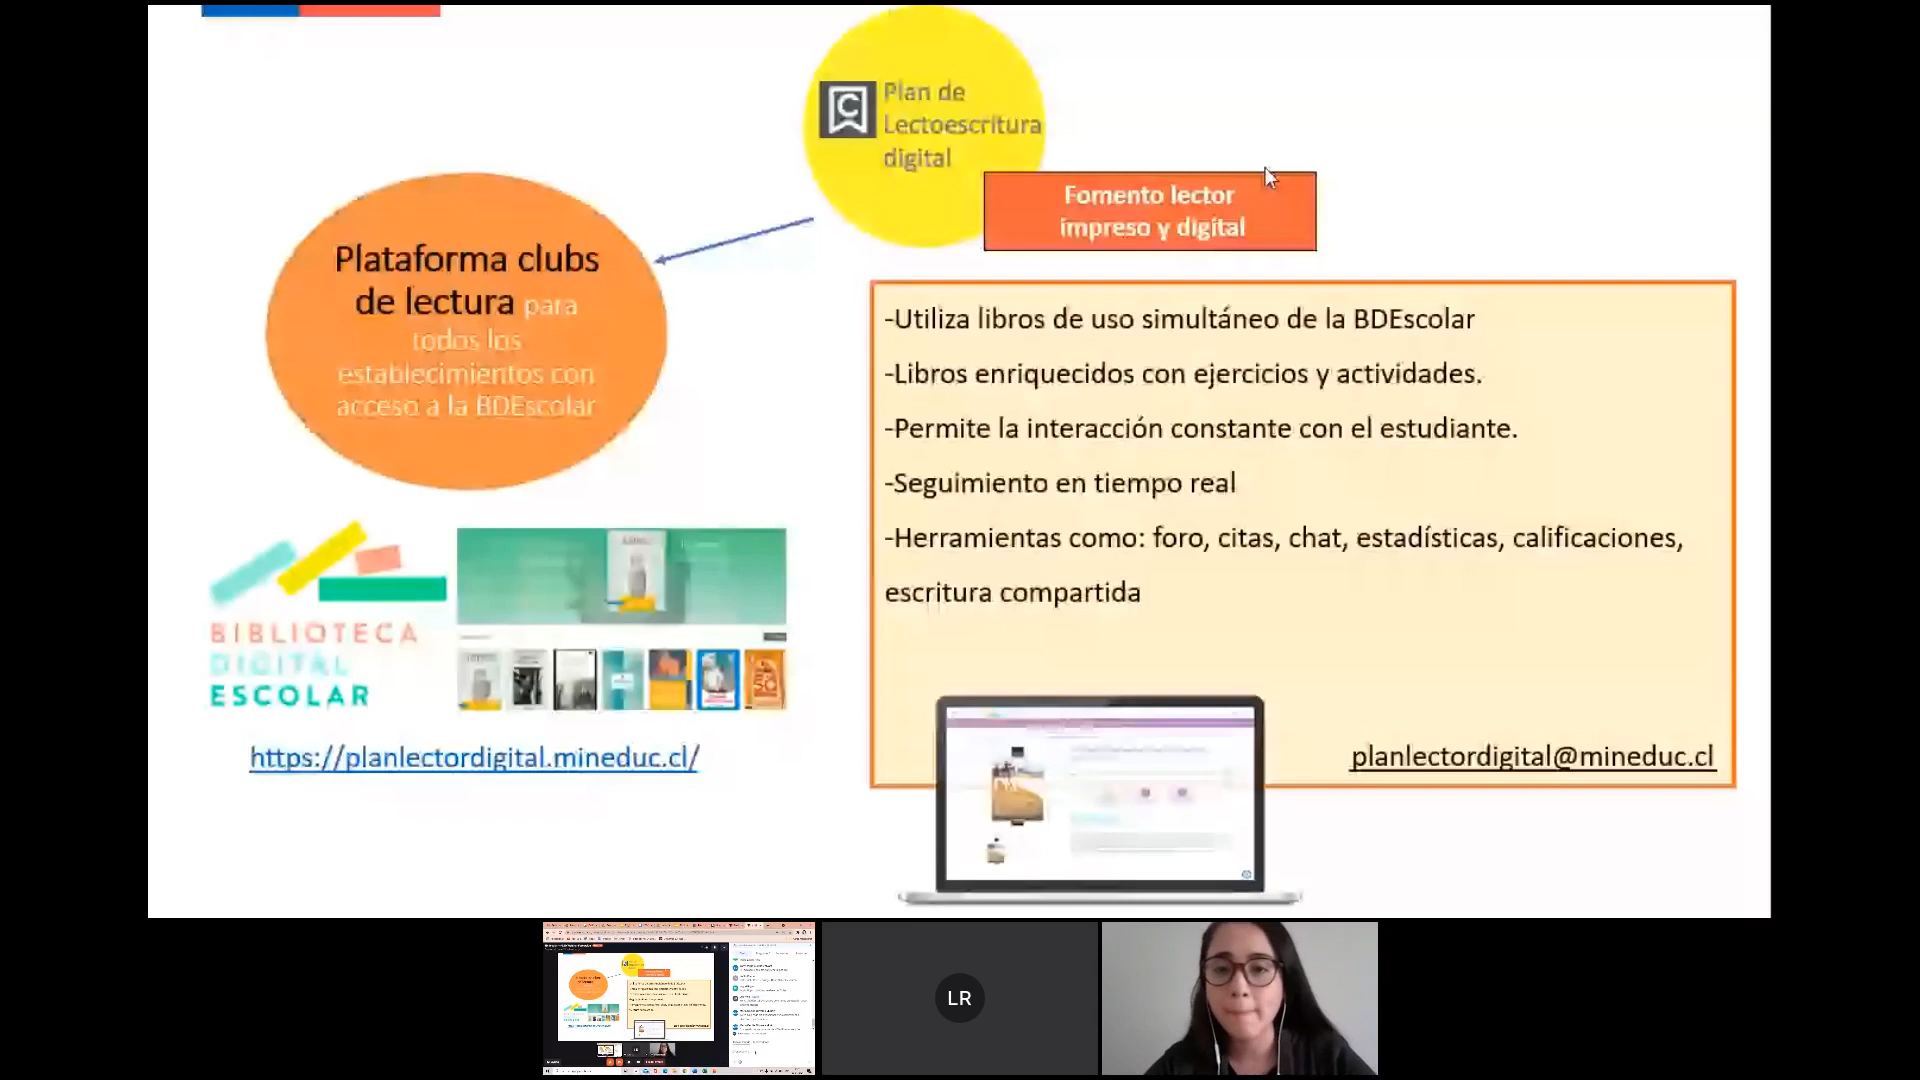 Plan de
Lectoescritura
digital
Fomento lector
impreso y digital
Plataforma clubs
de lectura para
todos los
establecimientos con
acceso a la BDEscolar
-Utiliza libros de uso simultáneo de la BDEscolar
-Libros enriquecidos con ejercicios y actividades.
-Permite la interacción constante con el estudiante.
-Seguimiento en tiempo real
-Herramientas como: foro, citas, chat, estadísticas, calificaciones,
escritura compartida
BIBLIOTECA
DIGITAL
ESCOLAR
https://planlectordigital.mineduc.cl/
planlectordigital@mineduc.cl
LR